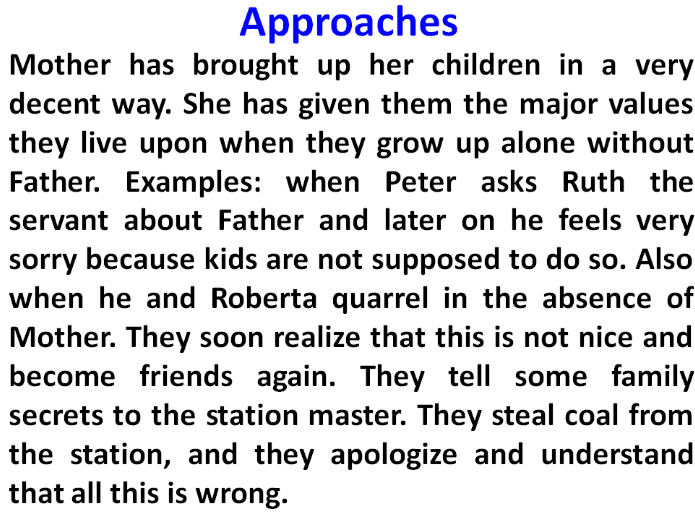 Approaches
Mother has brought up her children in a very
decent way. She has given them the major values
they live upon when they grow up alone without
Father. Examples: when Peter asks Ruth the
servant about Father and later on he feels very
sorry because kids are not supposed to do so. Also
when he and Roberta quarrel in the absence of
Mother. They soon realize that this is not nice and
become friends again. They tell some family
secrets to the station master. They steal coal from
the station, and they apologize and understand
that all this is wrong.